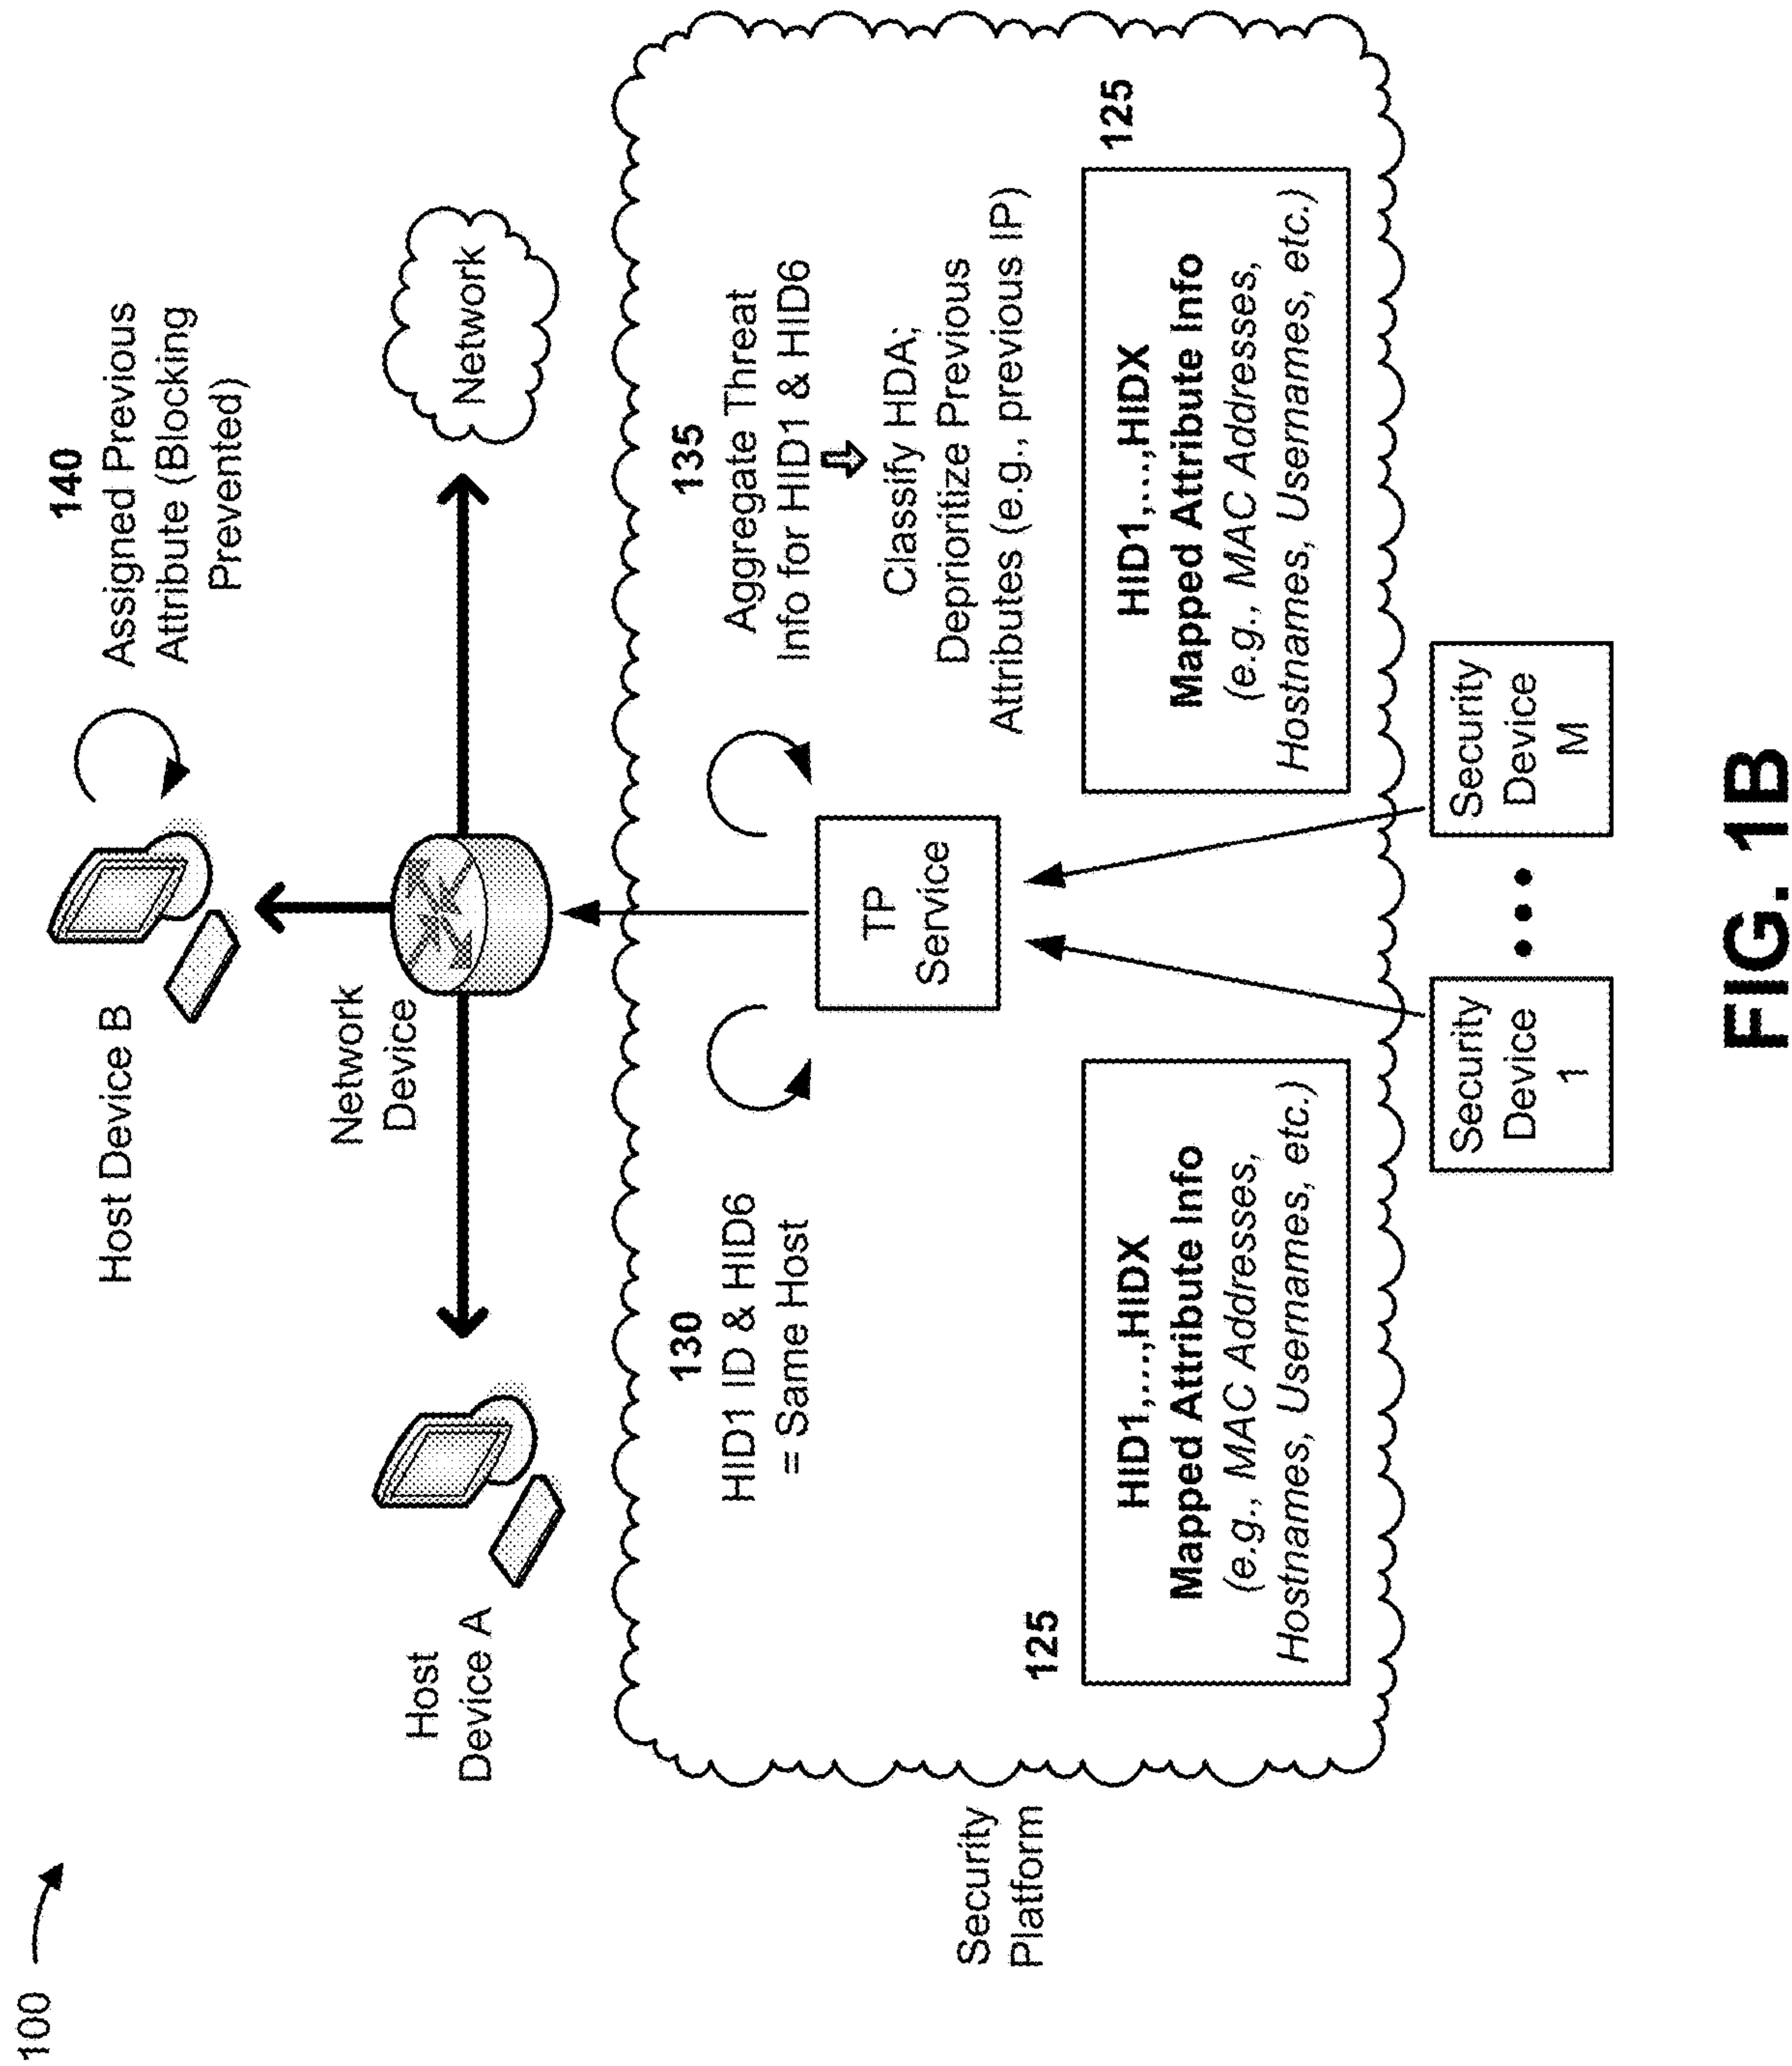 100
140
Assigned Previous
Attribute (Blocking
Prevented)
Host Device B
Network
Device
Network
Host
Device A
Security
Platform
130
HID1 ID & HID6
= Same Host
135
Aggregate Threat
Info for HID1 & HID6
Classify HDA;
Deprioritize Previous
Attributes (e.g., previous IP)
TP
Service
125
HID1,...,HIDX
Mapped Attribute Info
(e.g., MAC Addresses,
Hostnames, Usernames, etc.)
125
HID1,...,HIDX
Mapped Attribute Info
(e.g., MAC Addresses,
Hostnames, Usernames, etc.)
Security
Device
1
Security
Device
M
FIG. 1B